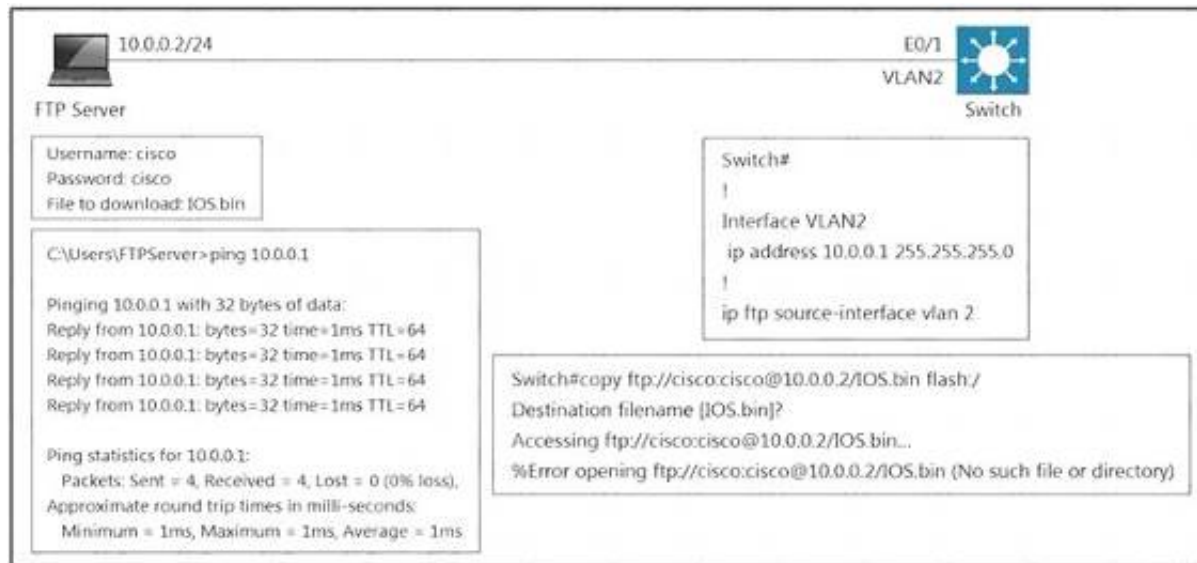 10.0.0.2/24
E0/1
VLAN2
FTP Server
Switch
Username: cisco
Password: cisco
File to download: IOS.bin
C:\Users\FTPServer>ping 10.0.0.1
Pinging 10.0.0.1 with 32 bytes of data:
Reply from 10.0.0.1: bytes=32 time=1ms TTL=64
Reply from 10.0.0.1: bytes=32 time=1ms TTL=64
Reply from 10.0.0.1: bytes=32 time=1ms TTL=64
Reply from 10.0.0.1: bytes=32 time=1ms TTL=64
Ping statistics for 10.0.0.1:
Packets: Sent = 4, Received = 4, Lost = 0 (0% loss),
Approximate round trip times in milli-seconds:
Minimum = 1ms, Maximum = 1ms, Average = 1ms
Switch#
!
Interface VLAN2
ip address 10.0.0.1 255.255.255.0
!
ip ftp source-interface vlan 2
Switch#copy ftp://cisco:cisco@10.0.0.2/IOS.bin flash:/
Destination filename [IOS.bin]?
Accessing ftp://cisco:cisco@10.0.0.2/IOS.bin...
%Error opening ftp://cisco:cisco@10.0.0.2/IOS.bin (No such file or directory)